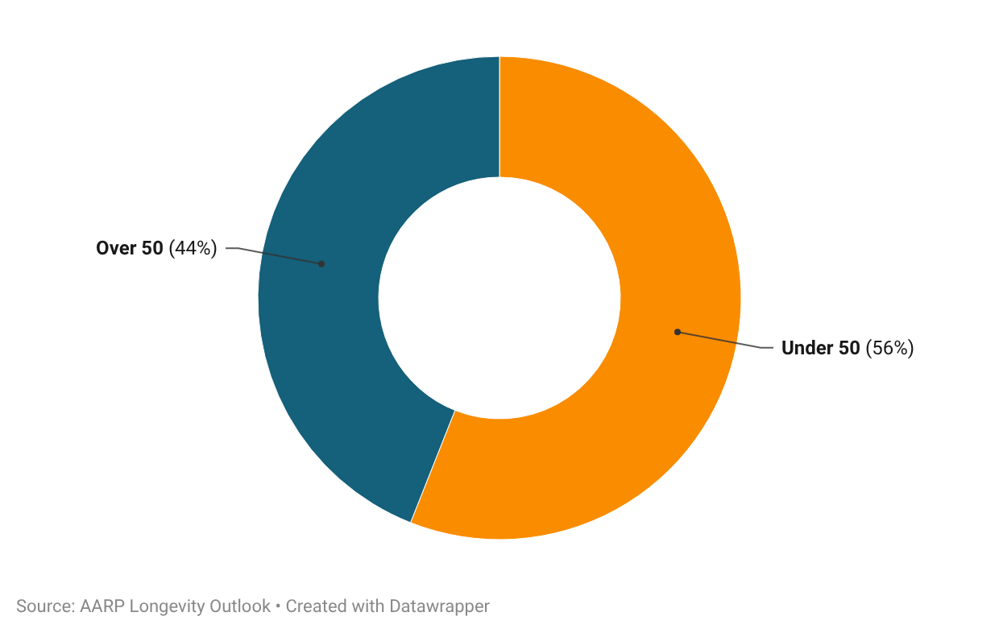 Over 50 (44%)
Under 50 (56%)
Source: AARP Longevity Outlook • Created with Datawrapper